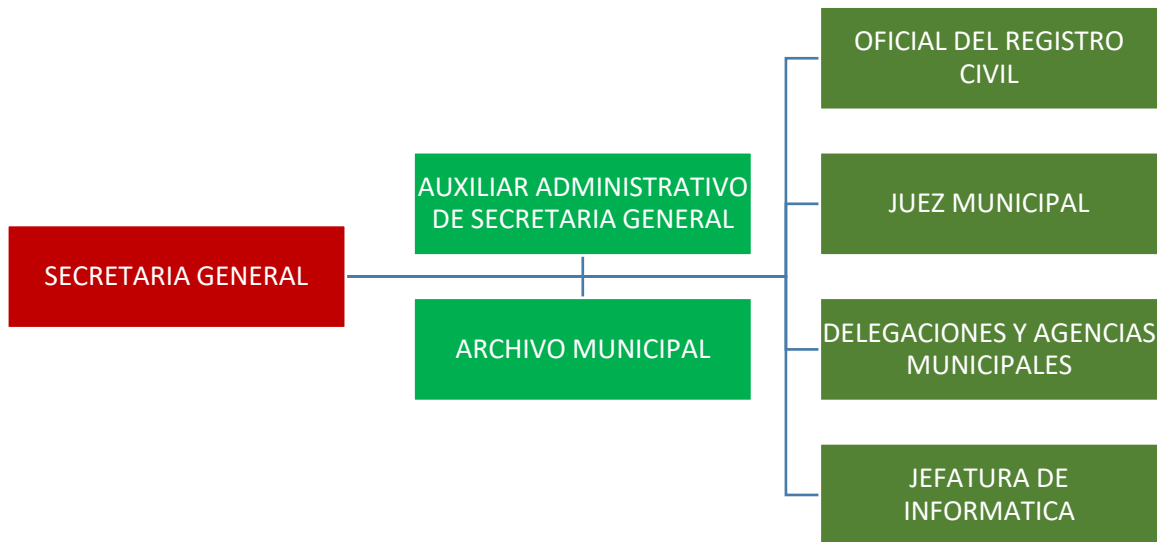 SECRETARIA GENERAL
AUXILIAR ADMINISTRATIVO
DE SECRETARIA GENERAL
ARCHIVO MUNICIPAL
OFICIAL DEL REGISTRO
CIVIL
JUEZ MUNICIPAL
DELEGACIONES Y AGENCIAS
MUNICIPALES
JEFATURA DE
INFORMATICA